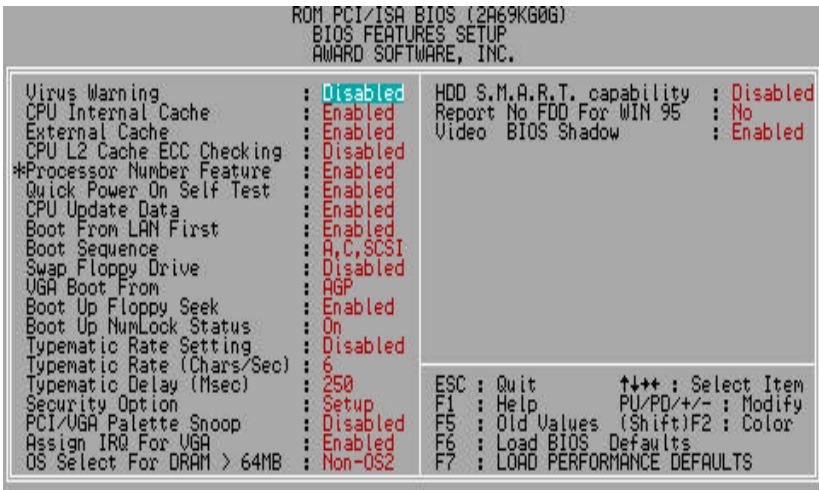 ROM PCI/ISA BIOS (2A69KG0G)
BIOS FEATURES SETUP
AWARD SOFTWARE, INC.
Virus Warning : Disabled
CPU Internal Cache : Enabled
External Cache : Enabled
CPU L2 Cache ECC Checking : Disabled
*Processor Number Feature : Enabled
Quick Power On Self Test : Enabled
CPU Update Data : Enabled
Boot From LAN First : Enabled
Boot Sequence : A,C,SCSI
Swap Floppy Drive : Disabled
VGA Boot From : AGP
Boot Up Floppy Seek : Enabled
Boot Up NumLock Status : On
Typematic Rate Setting : Disabled
Typematic Rate (Chars/Sec) : 6
Typematic Delay (Msec) : 250
Security Option : Setup
PCI/VGA Palette Snoop : Disabled
Assign IRQ For VGA : Enabled
OS Select For DRAM > 64MB : Non-OS2
HDD S.M.A.R.T. capability : Disabled
Report No FDD For WIN 95 : No
Video BIOS Shadow : Enabled
ESC : Quit ↑↓→← : Select Item
F1 : Help PU/PD/+/- : Modify
F5 : Old Values (Shift)F2 : Color
F6 : Load BIOS Defaults
F7 : LOAD PERFORMANCE DEFAULTS